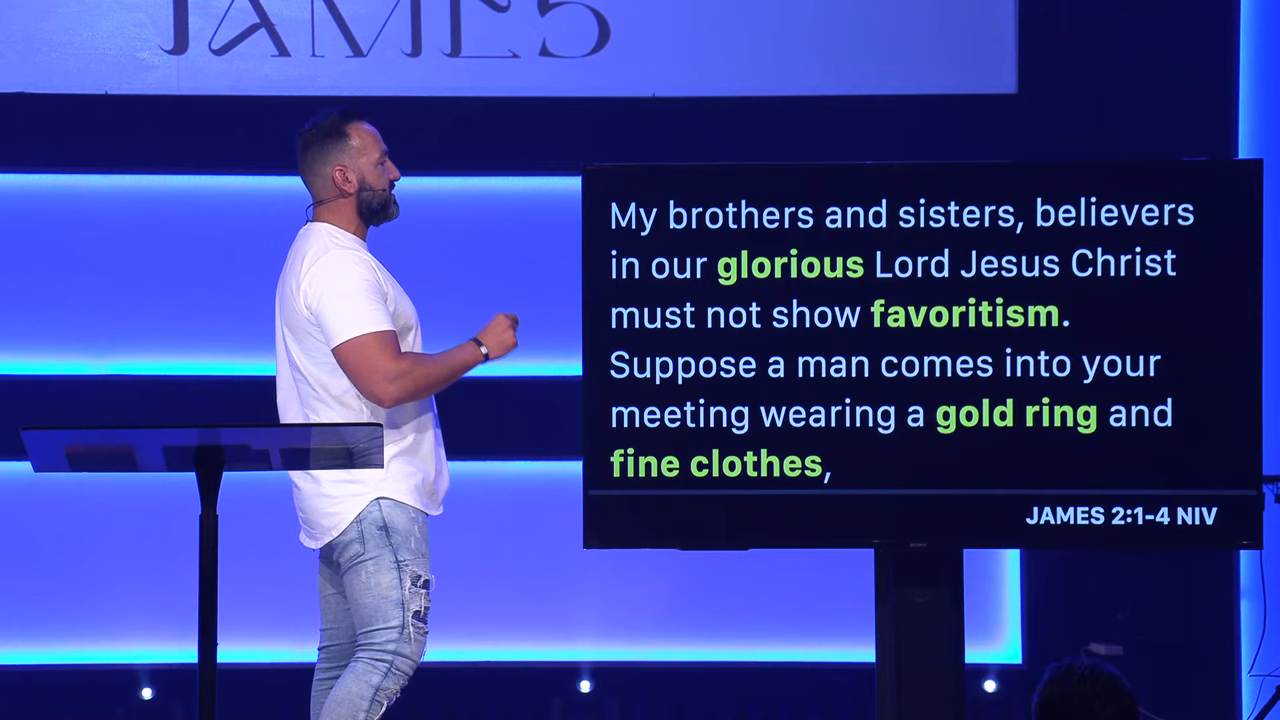 JAMES
My brothers and sisters, believers
in our glorious Lord Jesus Christ
must not show favoritism.
Suppose a man comes into your
meeting wearing a gold ring and
fine clothes,
JAMES 2:1-4 NIV